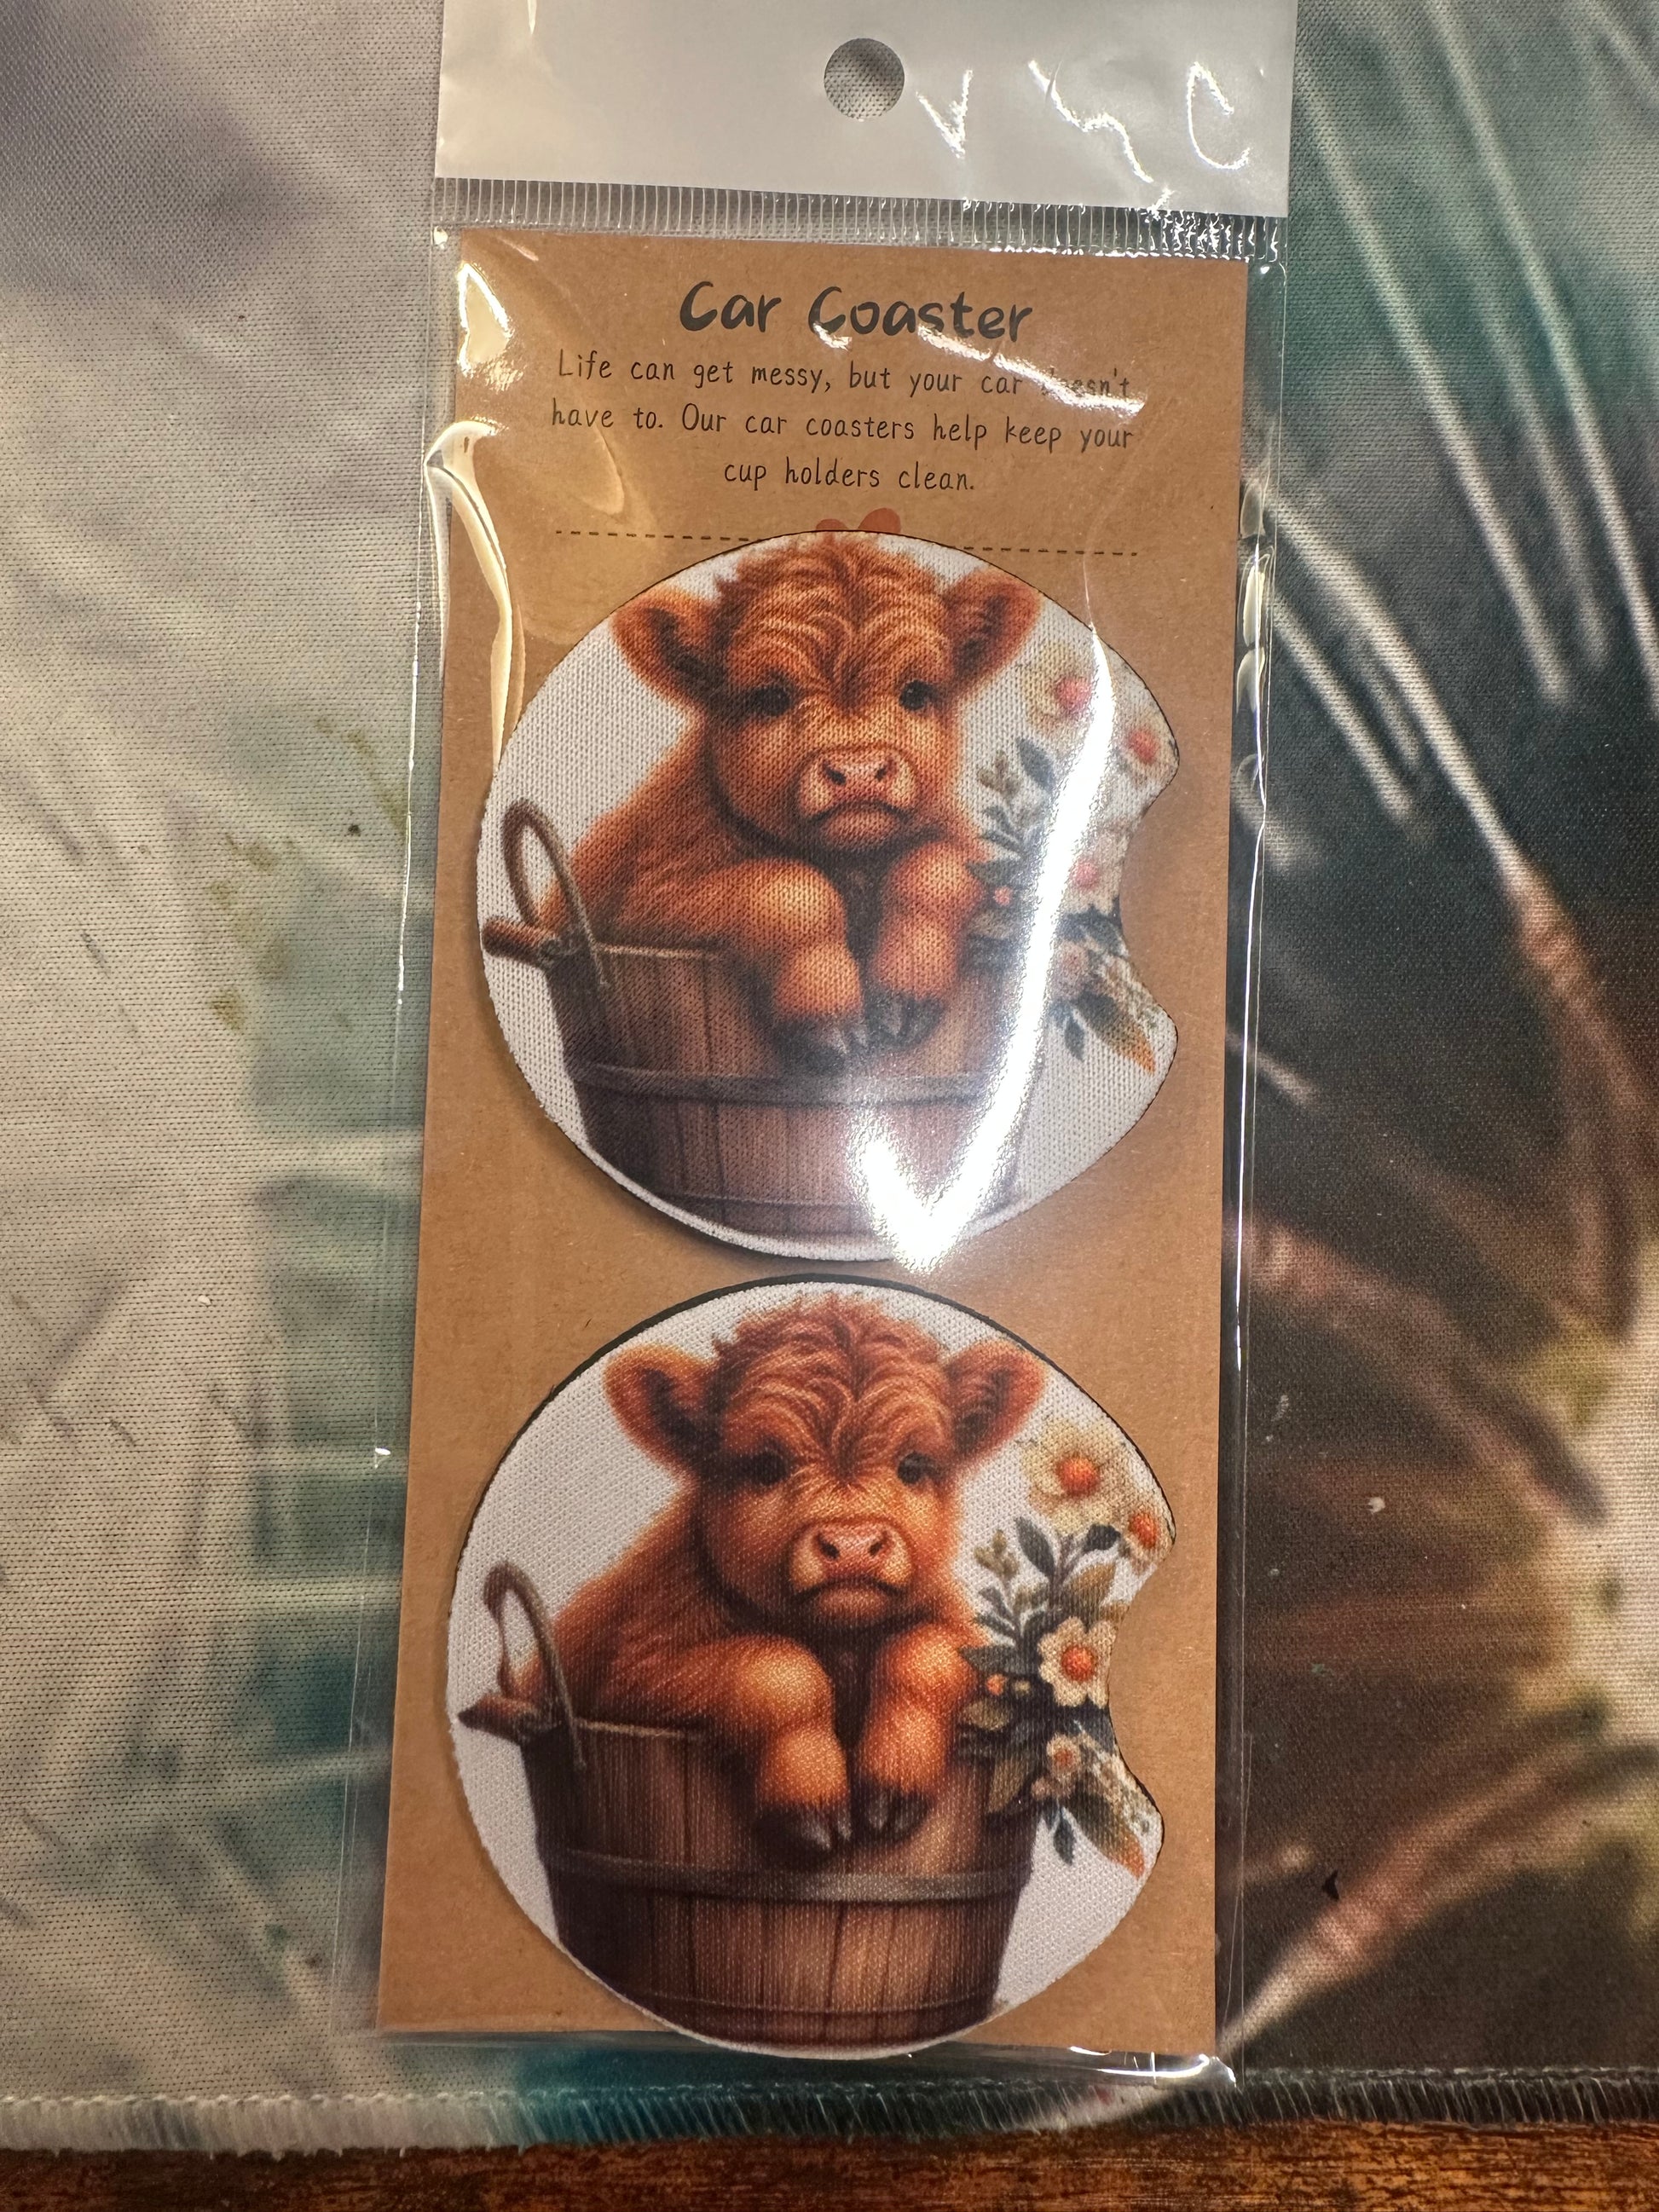 Car Coaster
Life can get messy, but your car doesn't
have to. Our car coasters help keep your
cup holders clean.